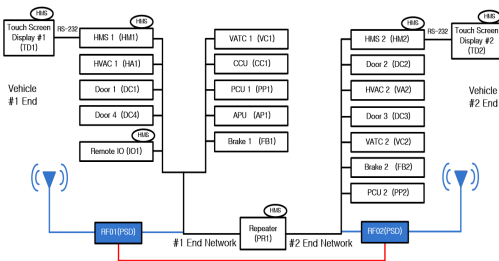 HMS
Touch Screen
Display #1
(TD1)
RS-232
HMS
HMS 1 (HM1)
HVAC 1 (HA1)
Door 1 (DC1)
Door 4 (DC4)
HMS
Remote IO (IO1)
Vehicle
#1 End
VATC 1 (VC1)
CCU (CC1)
PCU 1 (PP1)
APU (AP1)
Brake 1 (FB1)
HMS
HMS 2 (HM2)
Door 2 (DC2)
HVAC 2 (VA2)
Door 3 (DC3)
VATC 2 (VC2)
Brake 2 (FB2)
PCU 2 (PP2)
RS-232
HMS
Touch Screen
Display #2
(TD2)
Vehicle
#2 End
RF01(PSD)
#1 End Network
HMS
Repeater
(PR1)
#2 End Network
RF02(PSD)